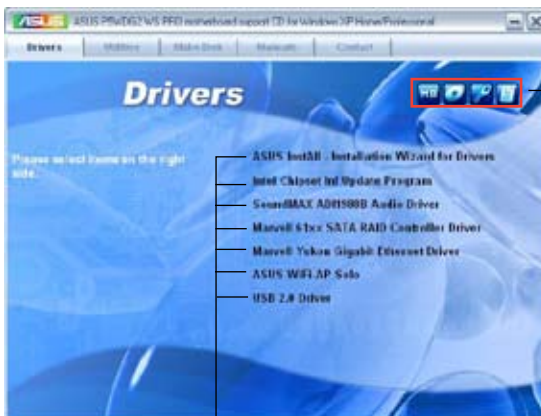 ASUS ASUS P5WDG2 WS PRO motherboard support CD for Windows XP Home/Professional
Drivers Utilities Make Disk Manuals Contact
Drivers
Please select items on the right
side.
ASUS InstAll - Installation Wizard for Drivers
Intel Chipset Inf Update Program
SoundMAX ADI1988B Audio Driver
Marvell 61xx SATA RAID Controller Driver
Marvell Yukon Gigabit Ethernet Driver
ASUS WiFi-AP Solo
USB 2.0 Driver